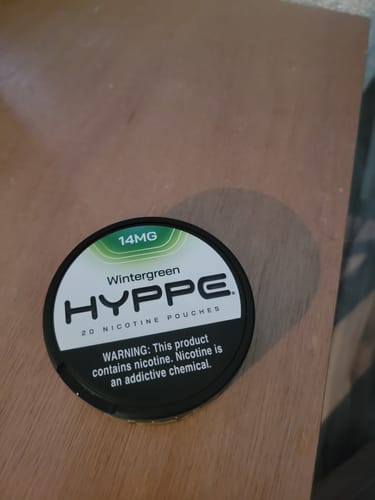 14MG
Wintergreen
HYPPE
20 NICOTINE POUCHES
WARNING: This product
contains nicotine. Nicotine is
an addictive chemical.